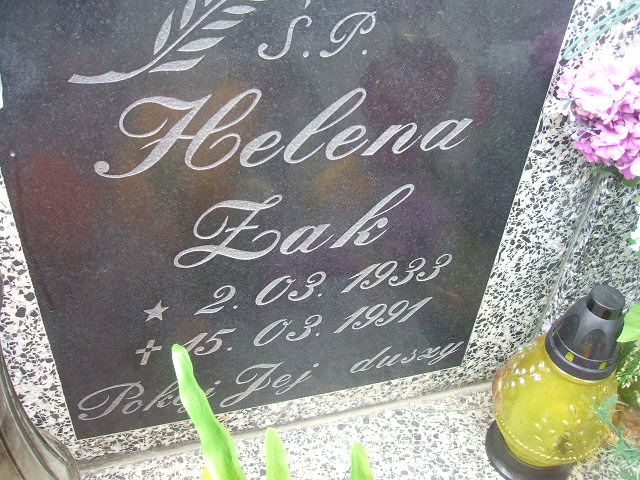 Ś.P.
Helena
Żak
★ 2. 03. 1933
✝ 15. 03. 1991
Pokój Jej duszy